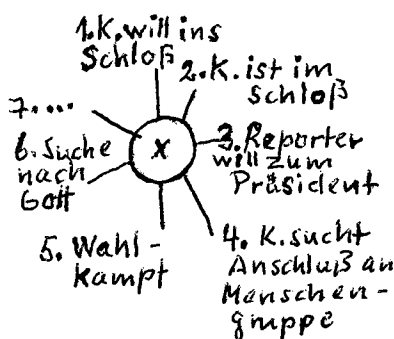 1. K. will ins
Schloß
2. K. ist im
Schloß
3. Reporter
will zum
Präsident
4. K. sucht
Anschluß an
Menschen-
gruppe
5. Wahl-
kampt
6. Suche
nach
Gott
7. ...
x